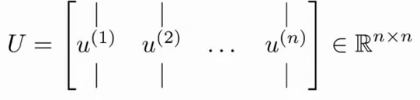 U = [ u^{(1)} u^{(2)} ... u^{(n)} ] ∈ ℝ^{n×n}